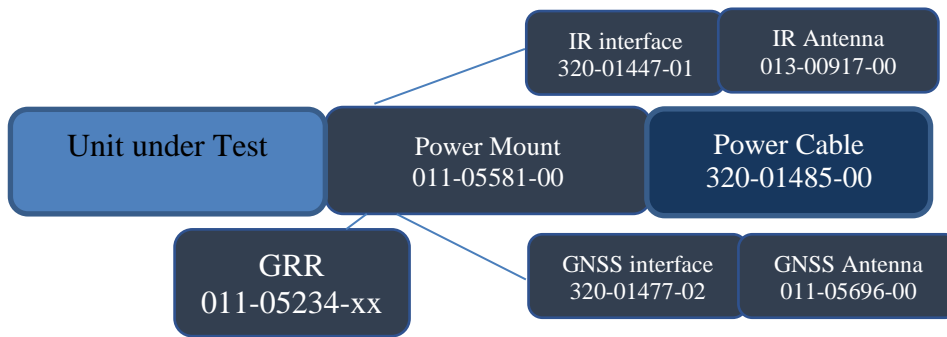 IR interface
320-01447-01
IR Antenna
013-00917-00
Unit under Test
Power Mount
011-05581-00
Power Cable
320-01485-00
GRR
011-05234-xx
GNSS interface
320-01477-02
GNSS Antenna
011-05696-00